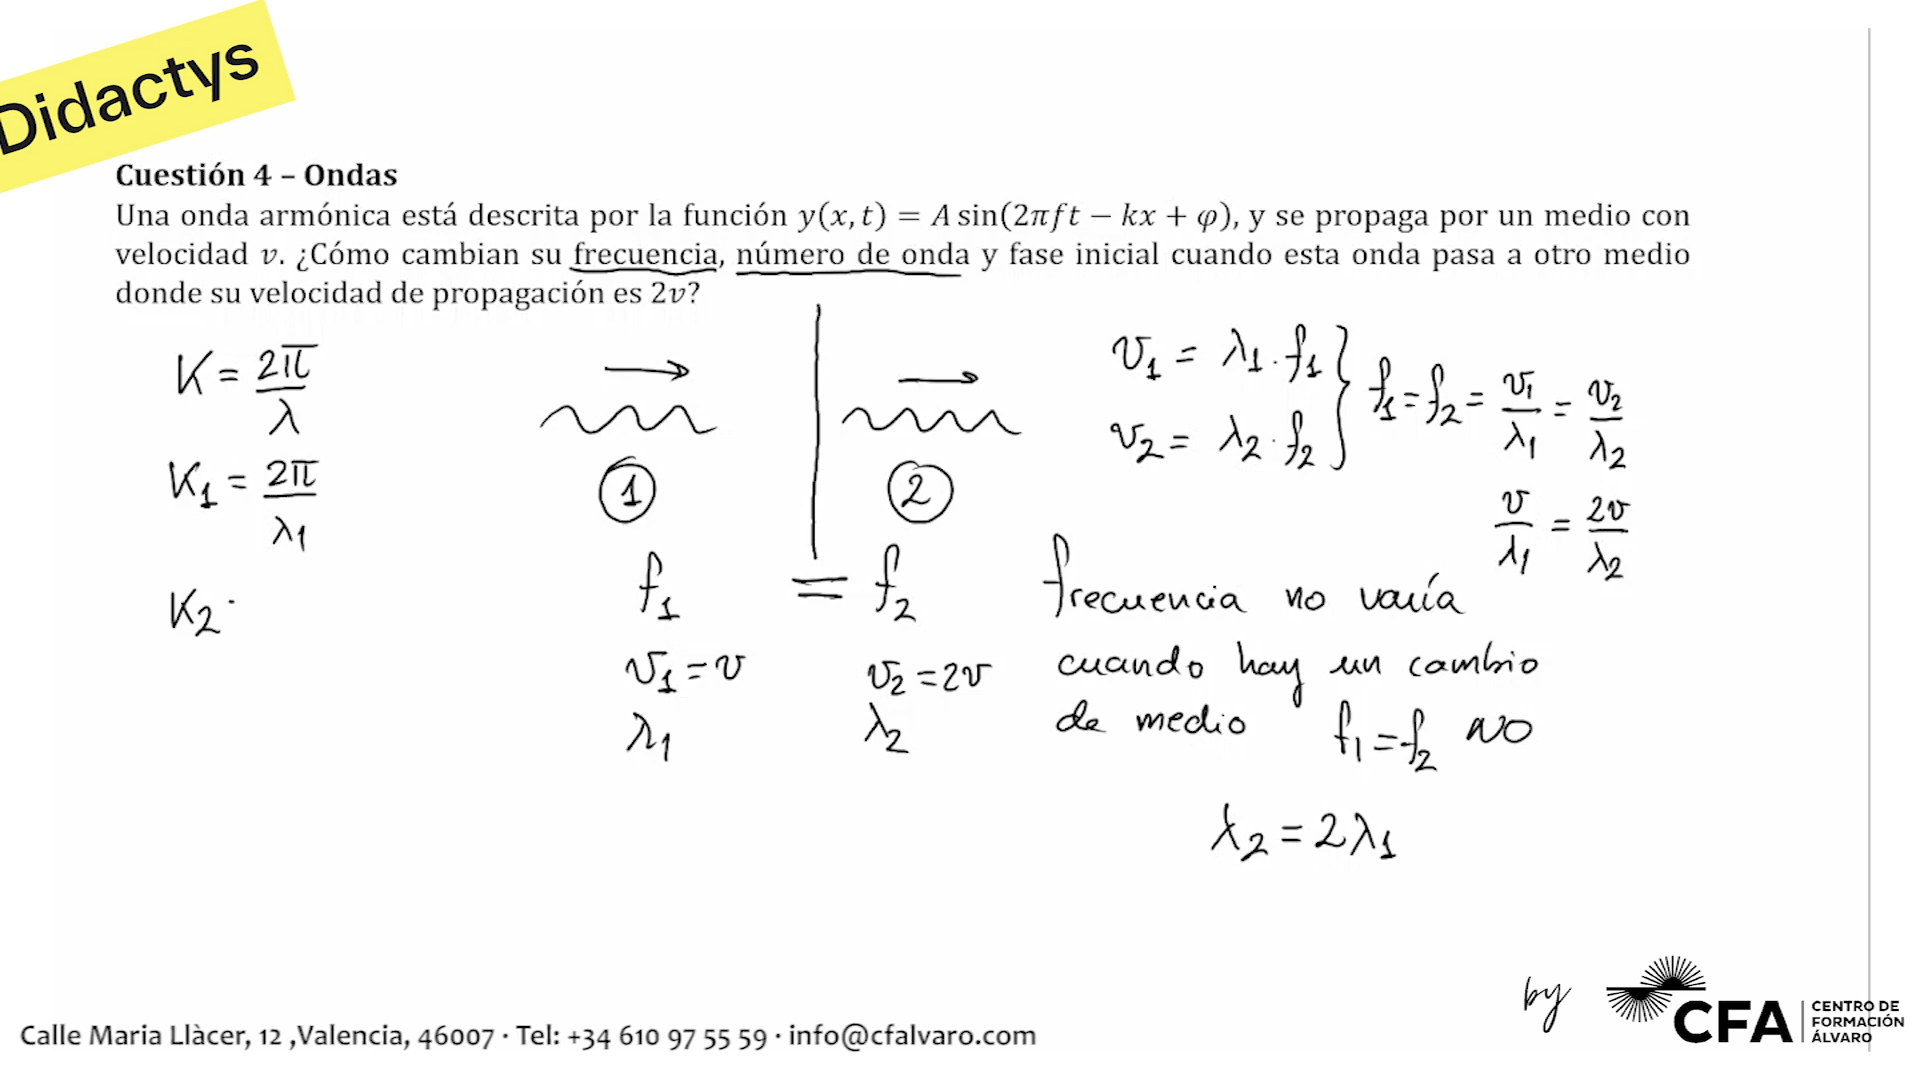 Didactys
Cuestión 4 – Ondas
Una onda armónica está descrita por la función y(x, t) = A sin(2πft − kx + φ), y se propaga por un medio con
velocidad v. ¿Cómo cambian su frecuencia, número de onda y fase inicial cuando esta onda pasa a otro medio
donde su velocidad de propagación es 2v?
K = 2π/λ
K₁ = 2π/λ₁
K₂
① ②
f₁ = f₂
v₁ = v v₂ = 2v
λ₁ λ₂
v₁ = λ₁ · f₁
v₂ = λ₂ · f₂
} f₁ = f₂ = v₁/λ₁ = v₂/λ₂
v/λ₁ = 2v/λ₂
frecuencia no varía
cuando hay un cambio
de medio f₁ = f₂ NO
λ₂ = 2λ₁
by
CFA
CENTRO DE
FORMACIÓN
ÁLVARO
Calle Maria Llàcer, 12 ,Valencia, 46007 · Tel: +34 610 97 55 59 · info@cfalvaro.com